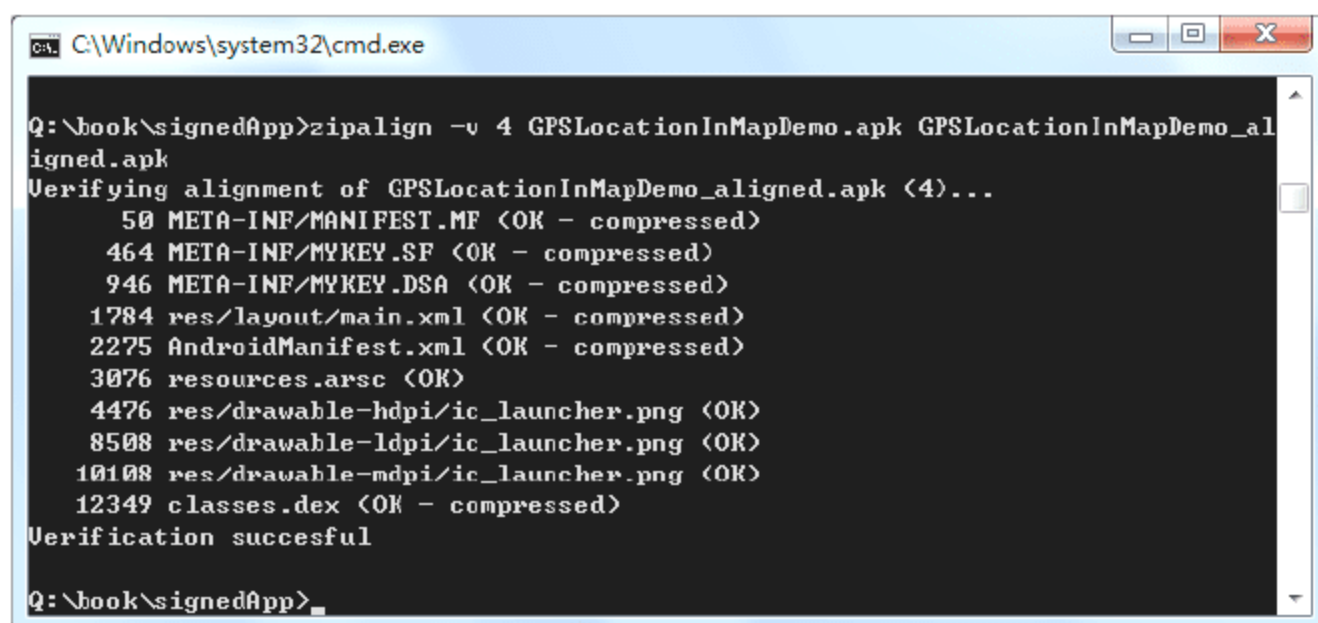 C:\Windows\system32\cmd.exe
Q:\book\signedApp>zipalign -v 4 GPSLocationInMapDemo.apk GPSLocationInMapDemo_al
igned.apk
Verifying alignment of GPSLocationInMapDemo_aligned.apk (4)...
50 META-INF/MANIFEST.MF (OK - compressed)
464 META-INF/MYKEY.SF (OK - compressed)
946 META-INF/MYKEY.DSA (OK - compressed)
1784 res/layout/main.xml (OK - compressed)
2275 AndroidManifest.xml (OK - compressed)
3076 resources.arsc (OK)
4476 res/drawable-hdpi/ic_launcher.png (OK)
8508 res/drawable-ldpi/ic_launcher.png (OK)
10108 res/drawable-mdpi/ic_launcher.png (OK)
12349 classes.dex (OK - compressed)
Verification succesful
Q:\book\signedApp>_